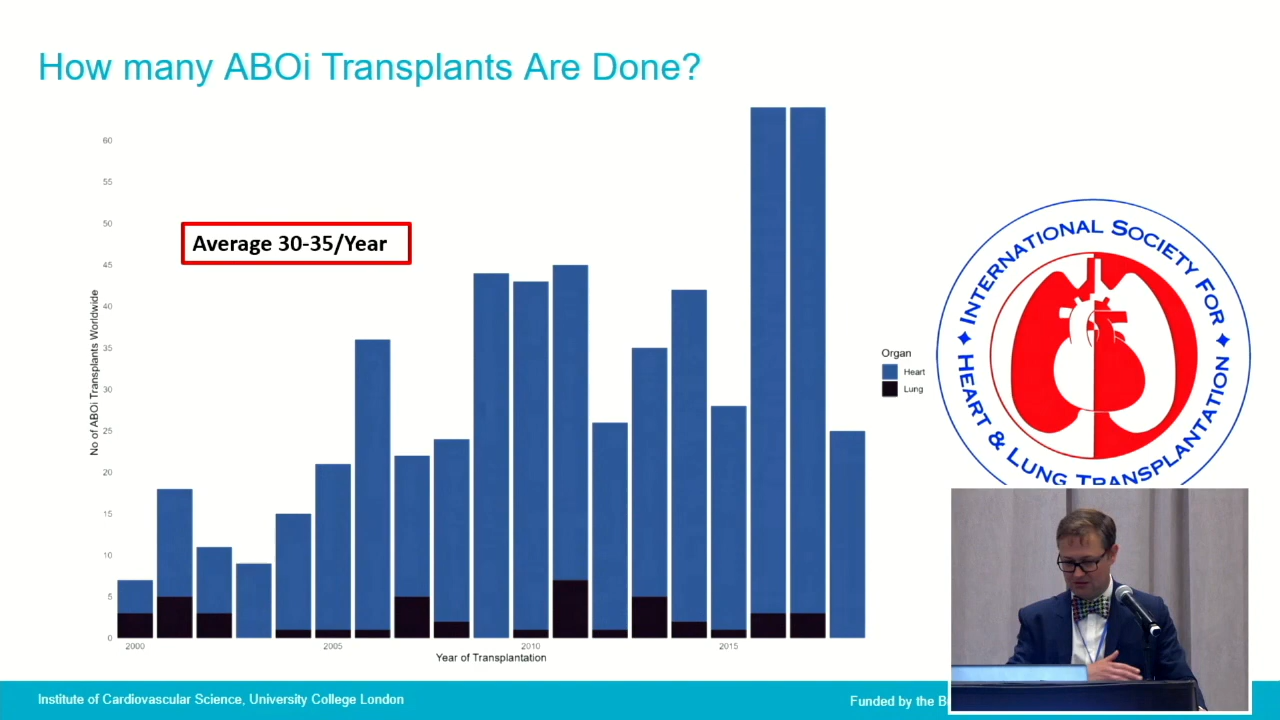 How many ABOi Transplants Are Done?
60
55
50
45
40
35
30
25
20
15
10
5
0
Average 30-35/Year
No of ABOi Transplants Worldwide
2000
2005
2010
2015
Year of Transplantation
Organ
Heart
Lung
INTERNATIONAL SOCIETY FOR
HEART & LUNG TRANSPLANTATION
Institute of Cardiovascular Science, University College London
Funded by the